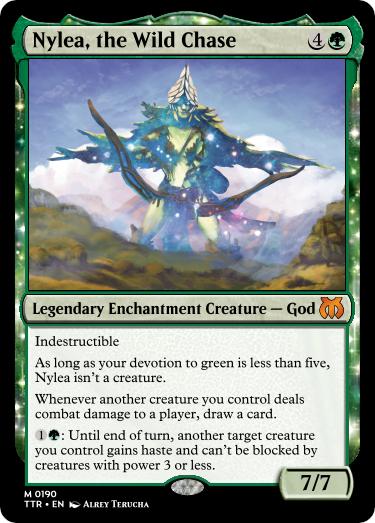 Nylea, the Wild Chase 4
Legendary Enchantment Creature — God
Indestructible
As long as your devotion to green is less than five,
Nylea isn't a creature.
Whenever another creature you control deals
combat damage to a player, draw a card.
1 : Until end of turn, another target creature
you control gains haste and can't be blocked by
creatures with power 3 or less.
7/7
M 0190
TTR • EN Alrey Terucha